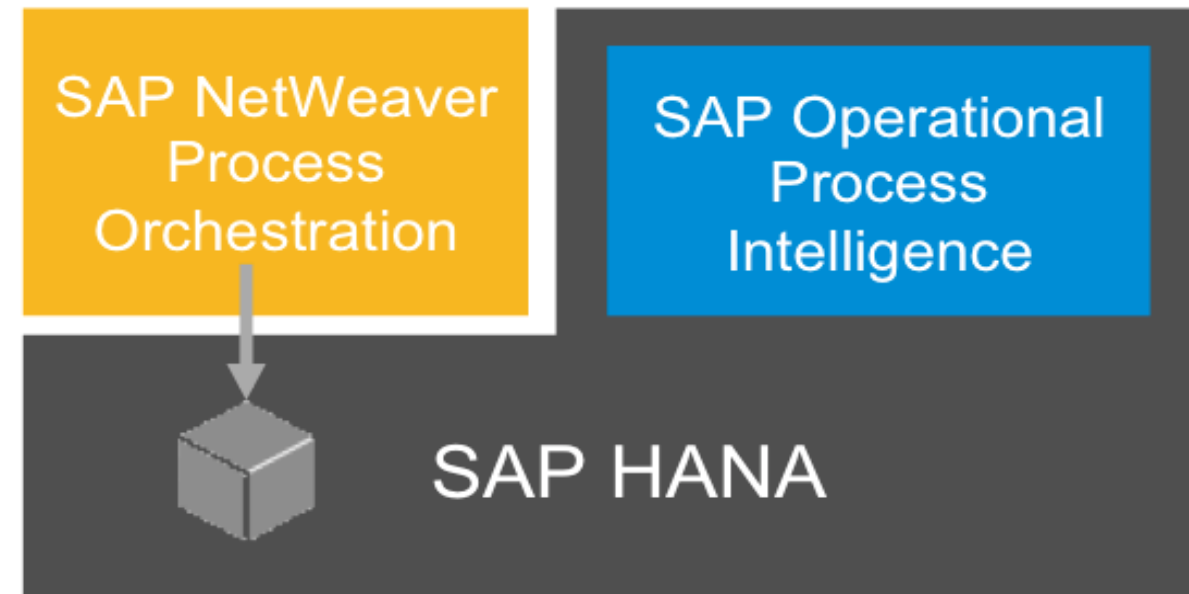 SAP NetWeaver
Process
Orchestration
SAP Operational
Process
Intelligence
SAP HANA